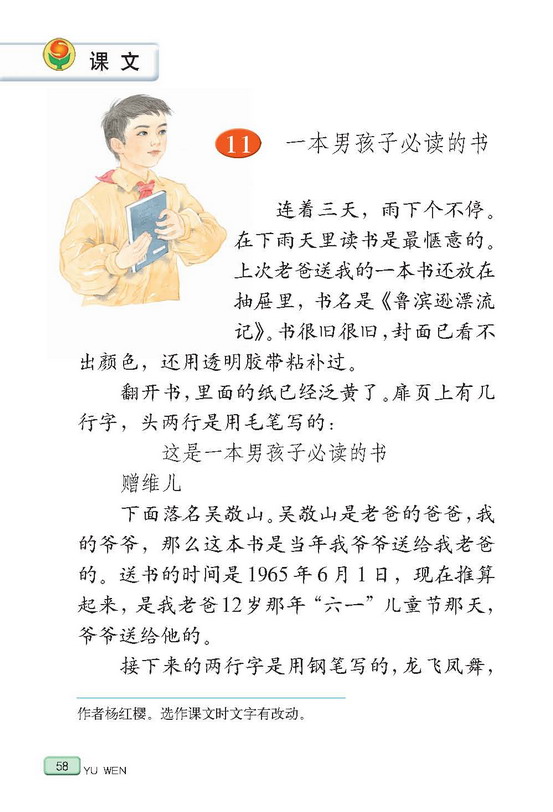 课文
11 一本男孩子必读的书
连着三天，雨下个不停。
在下雨天里读书是最惬意的。
上次老爸送我的一本书还放在
抽屉里，书名是《鲁滨逊漂流
记》。书很旧很旧，封面已看不
出颜色，还用透明胶带粘补过。
翻开书，里面的纸已经泛黄了。扉页上有几
行字，头两行是用毛笔写的：
这是一本男孩子必读的书
赠维儿
下面落名吴敬山。吴敬山是老爸的爸爸，我
的爷爷，那么这本书是当年我爷爷送给我老爸
的。送书的时间是1965年6月1日，现在推算
起来，是我老爸12岁那年“六一”儿童节那天，
爷爷送给他的。
接下来的两行字是用钢笔写的，龙飞凤舞，
作者杨红樱。选作课文时文字有改动。
58 YU WEN